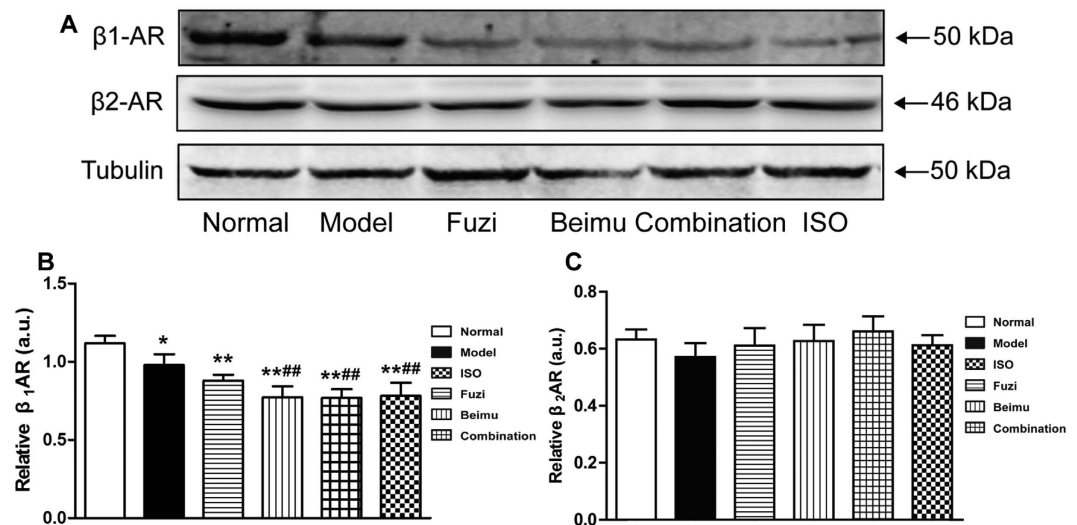 A
β1-AR
50 kDa
β2-AR
46 kDa
Tubulin
50 kDa
Normal Model Fuzi Beimu Combination ISO
B
Relative β 1AR (a.u.)
1.5
1.0
0.5
0.0
*
**
**##
**##
**##
Normal
Model
ISO
Fuzi
Beimu
Combination
C
Relative β 2AR (a.u.)
0.8
0.6
0.4
0.2
0.0
Normal
Model
ISO
Fuzi
Beimu
Combination